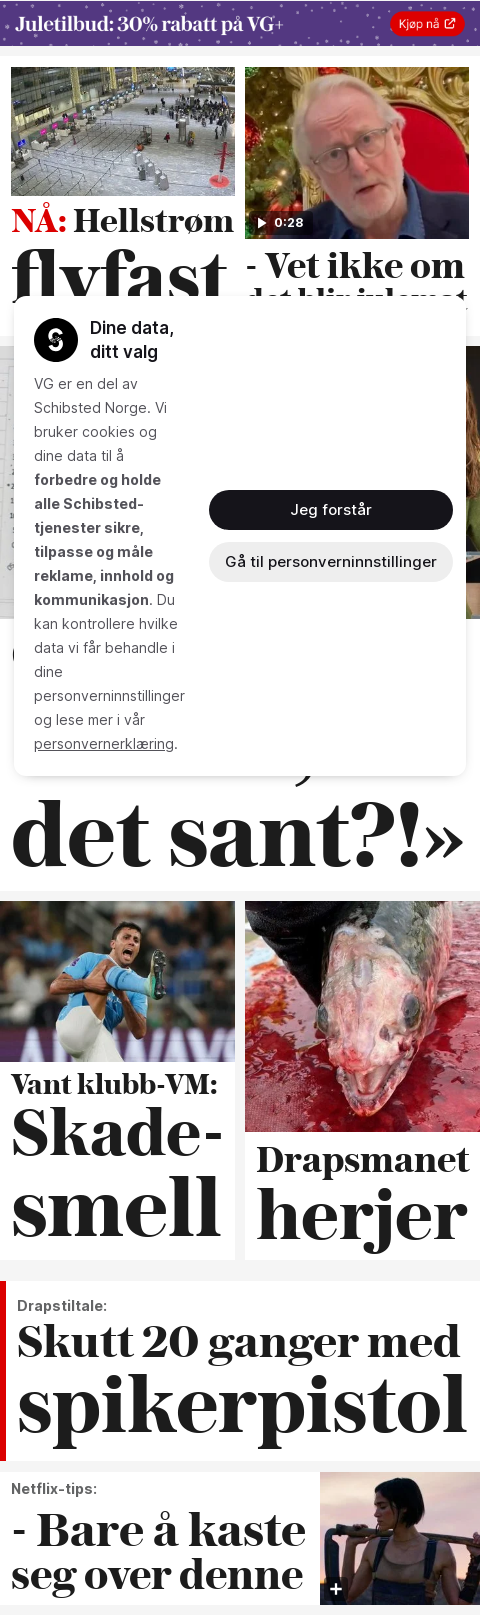 Juletilbud: 30% rabatt på VG+
Kjøp nå
NÅ: Hellstrøm
flyfast
0:28
- Vet ikke om
det blir julemat
Dine data,
ditt valg
VG er en del av
Schibsted Norge. Vi
bruker cookies og
dine data til å
forbedre og holde
alle Schibsted-
tjenester sikre,
tilpasse og måle
reklame, innhold og
kommunikasjon. Du
kan kontrollere hvilke
data vi får behandle i
dine
personverninnstillinger
og lese mer i vår
personvernerklæring.
Jeg forstår
Gå til personverninnstillinger
det sant?!»
Vant klubb-VM:
Skade-
smell
Drapsmanet
herjer
Drapstiltale:
Skutt 20 ganger med
spikerpistol
Netflix-tips:
- Bare å kaste
seg over denne